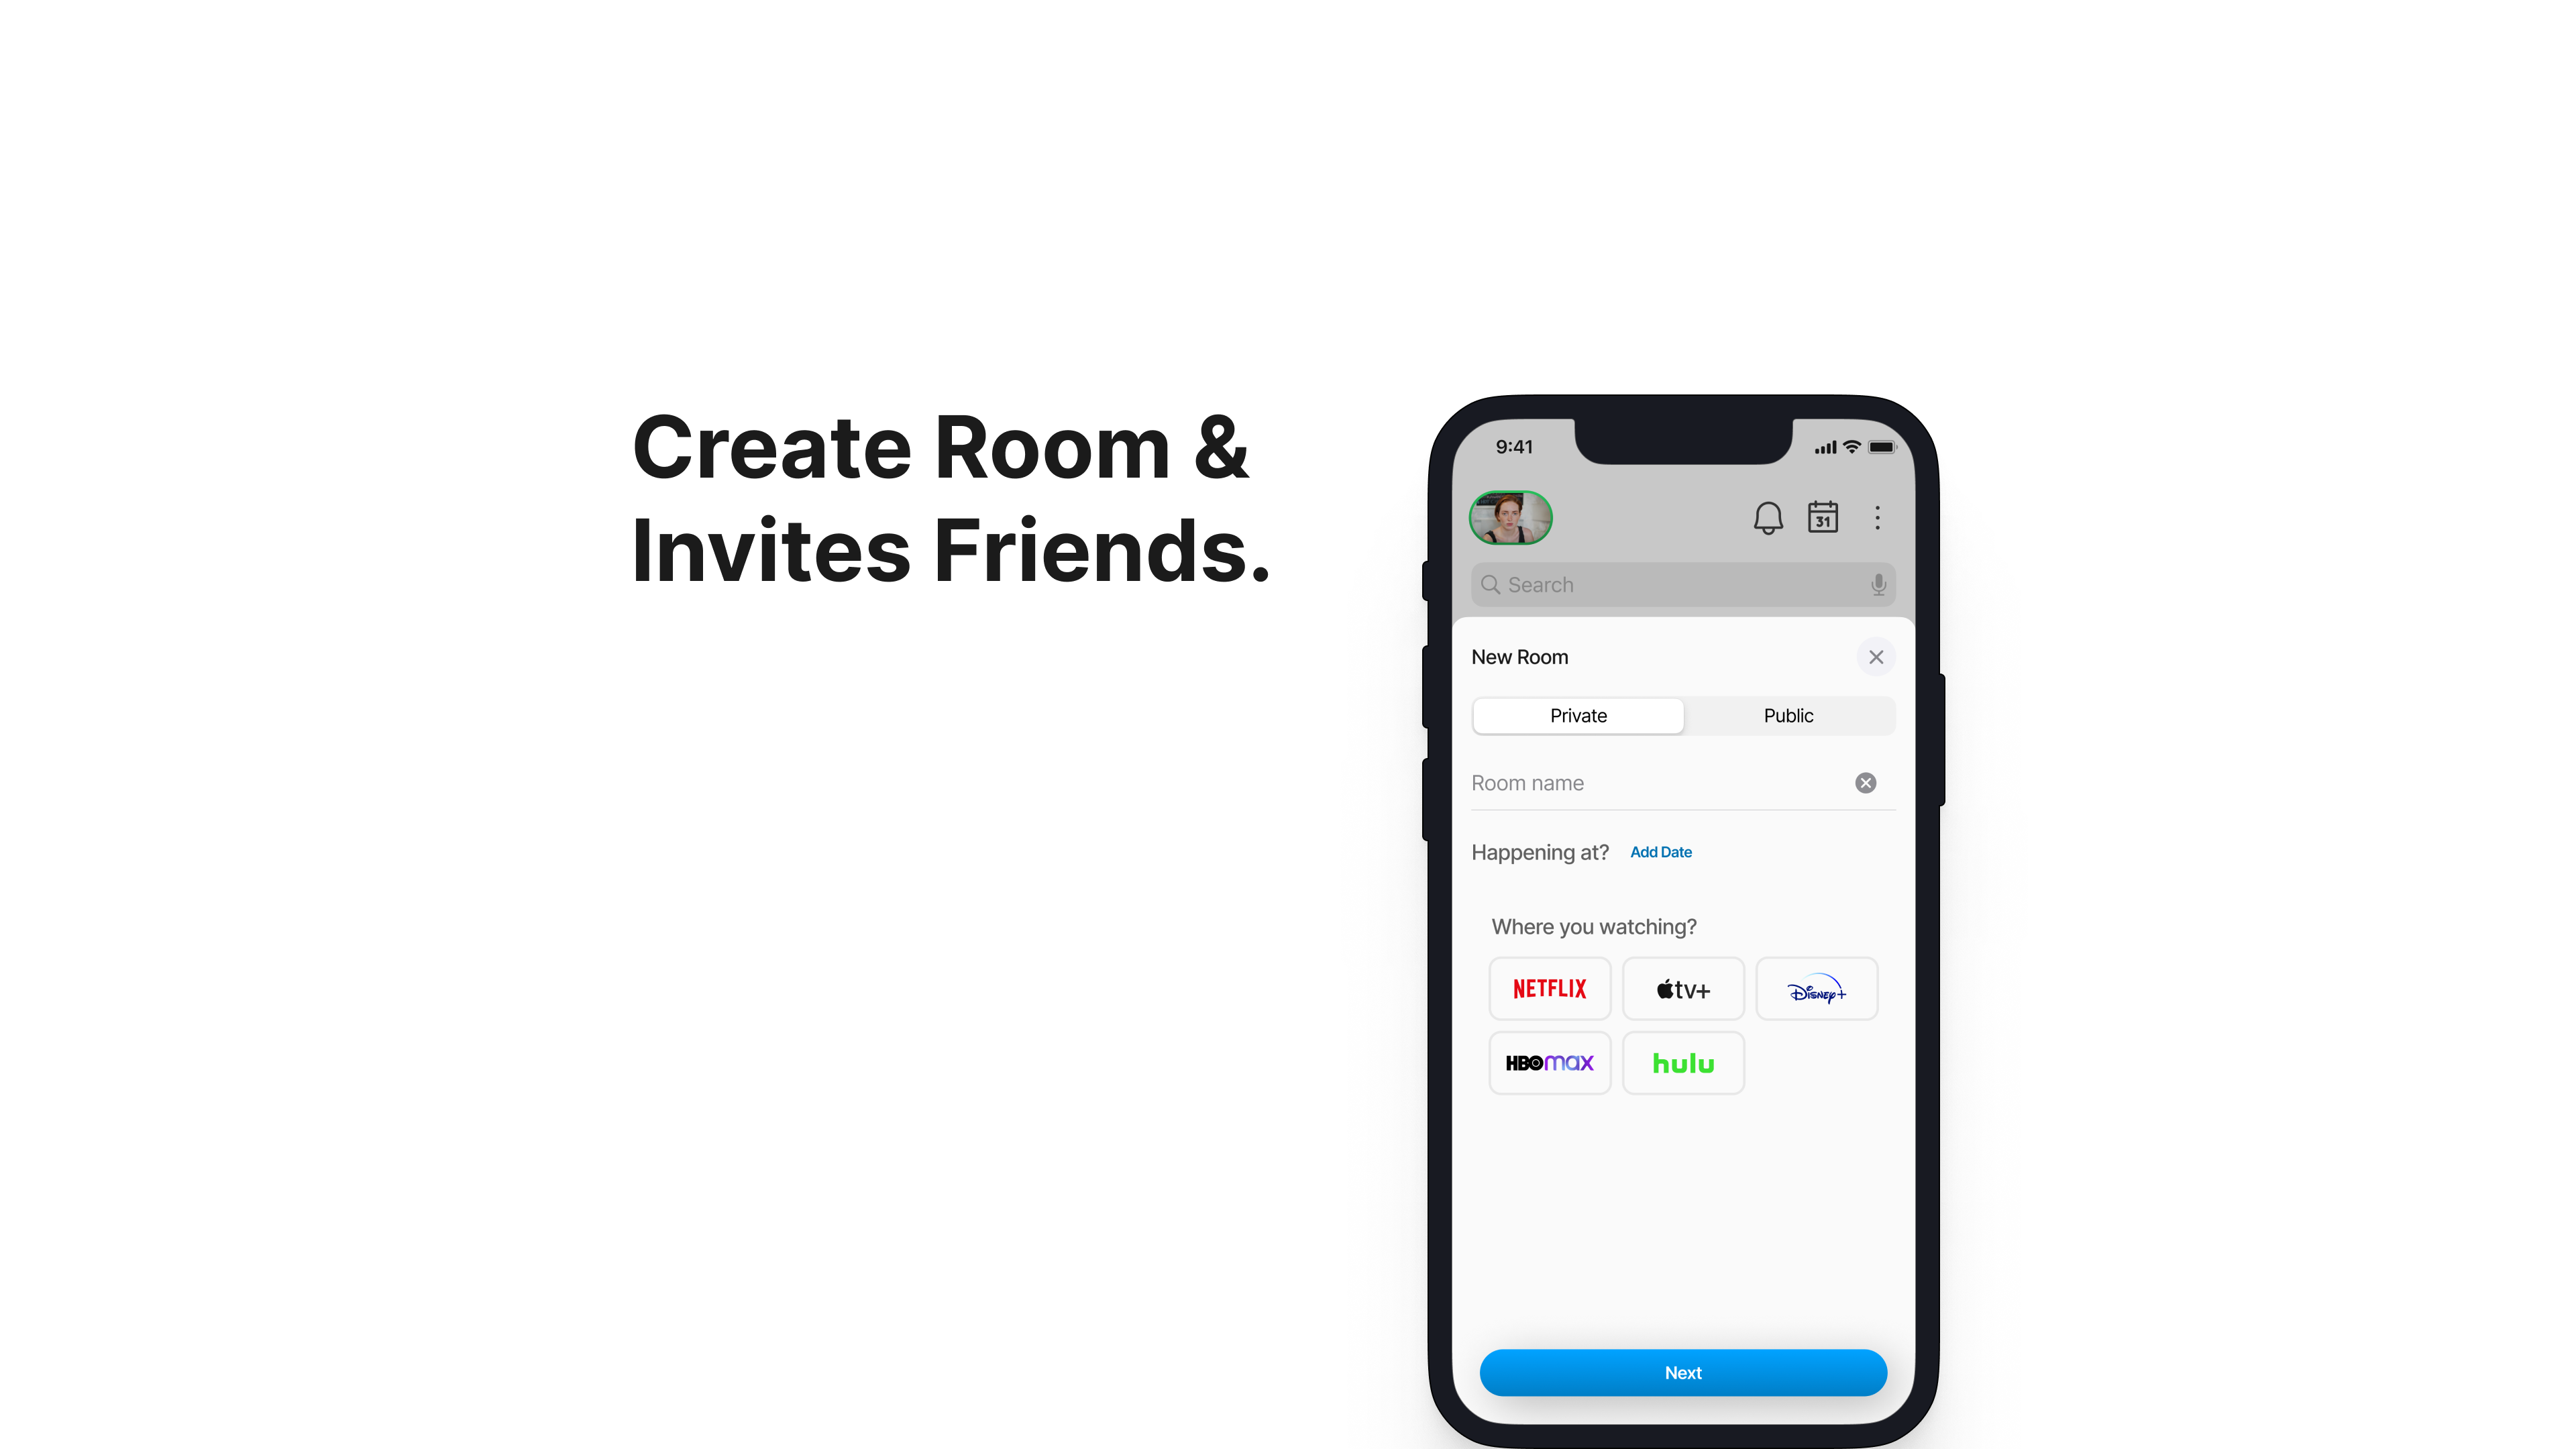 Create Room &
Invites Friends.
9:41
31
Search
New Room
Private Public
Room name
Happening at? Add Date
Where you watching?
NETFLIX tv+ Disney+
HBOmax hulu
Next